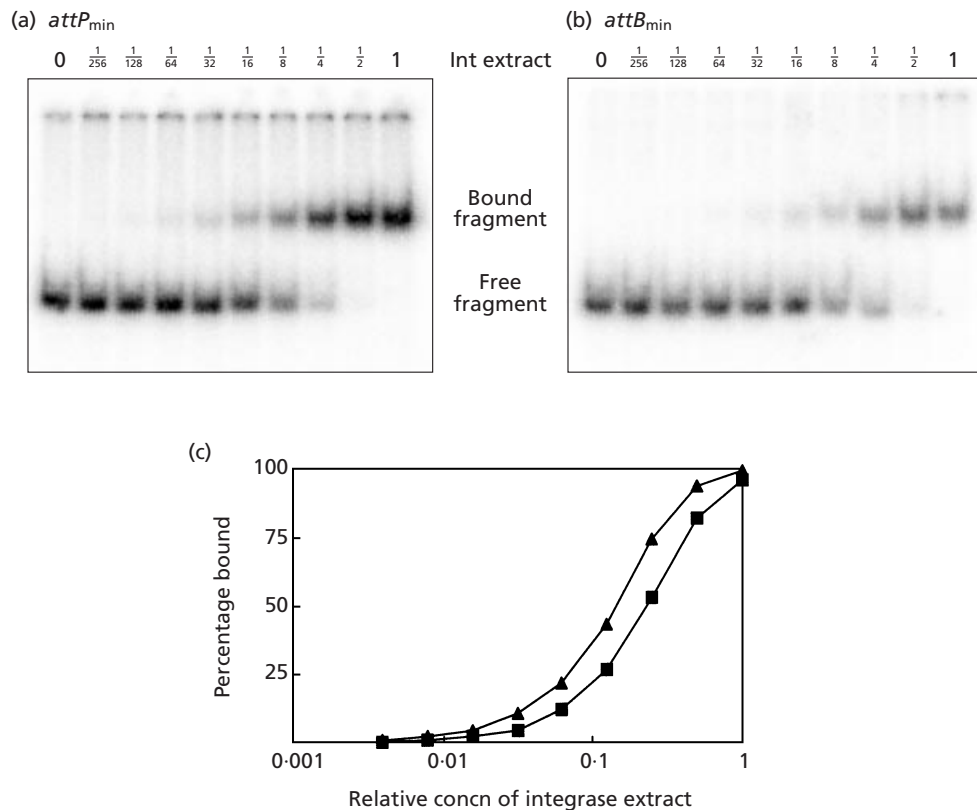 (a) attPmin
(b) attBmin
0 1/256 1/128 1/64 1/32 1/16 1/8 1/4 1/2 1 Int extract 0 1/256 1/128 1/64 1/32 1/16 1/8 1/4 1/2 1
Bound
fragment
Free
fragment
(c)
100
75
50
25
Percentage bound
0·001 0·01 0·1 1
Relative concn of integrase extract